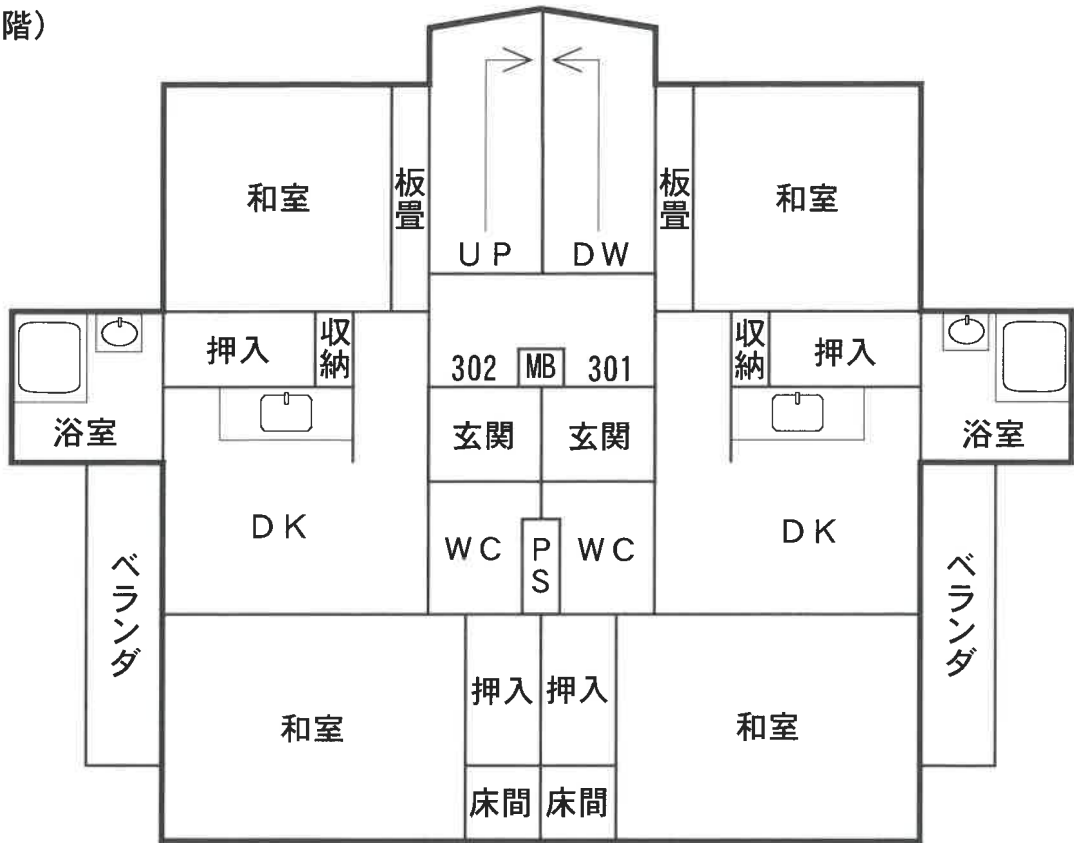 階)
和室
板畳
UP
DW
板畳
和室
押入
収納
302
MB
301
収納
押入
浴室
玄関
玄関
浴室
DK
WC
PS
WC
DK
ベランダ
ベランダ
和室
押入
押入
和室
床間
床間